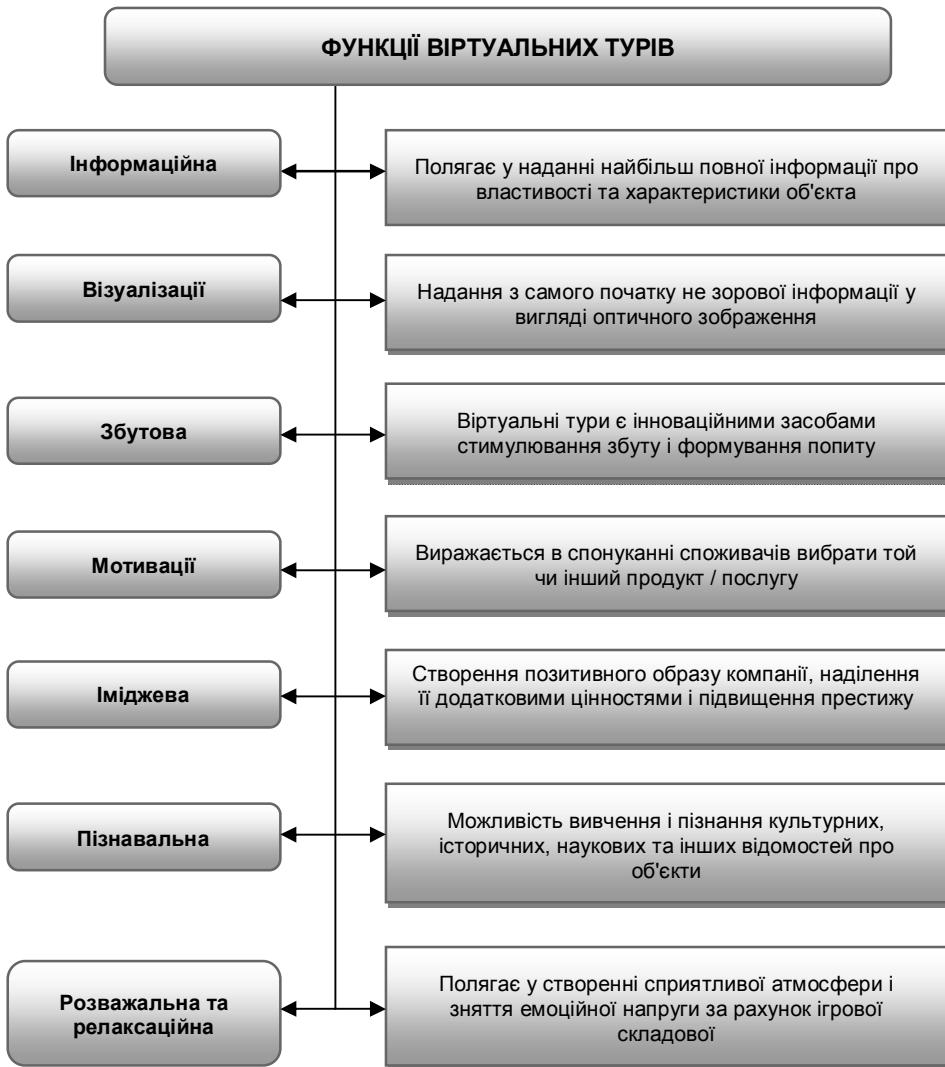 ФУНКЦІЇ ВІРТУАЛЬНИХ ТУРІВ
Інформаційна
Полягає у наданні найбільш повної інформації про
властивості та характеристики об'єкта
Візуалізації
Надання з самого початку не зорової інформації у
вигляді оптичного зображення
Збутова
Віртуальні тури є інноваційними засобами
стимулювання збуту і формування попиту
Мотивації
Виражається в спонуканні споживачів вибрати той
чи інший продукт / послугу
Іміджева
Створення позитивного образу компанії, наділення
її додатковими цінностями і підвищення престижу
Пізнавальна
Можливість вивчення і пізнання культурних,
історичних, наукових та інших відомостей про
об'єкти
Розважальна та
релаксаційна
Полягає у створенні сприятливої атмосфери і
зняття емоційної напруги за рахунок ігрової
складової